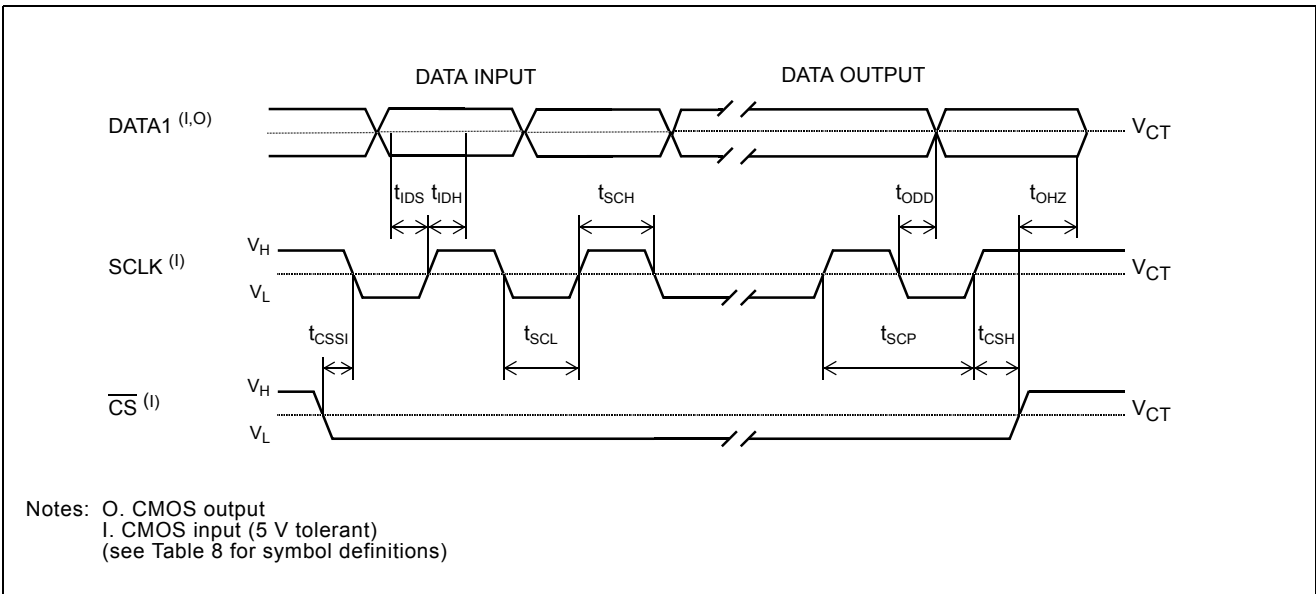 DATA INPUT DATA OUTPUT
DATA1 (I,O)
VCT
tIDS tIDH tSCH tODD tOHZ
VH
SCLK (I)
VCT
VL
tCSSI tSCL tSCP tCSH
VH
CS (I)
VCT
VL
Notes: O. CMOS output
I. CMOS input (5 V tolerant)
(see Table 8 for symbol definitions)